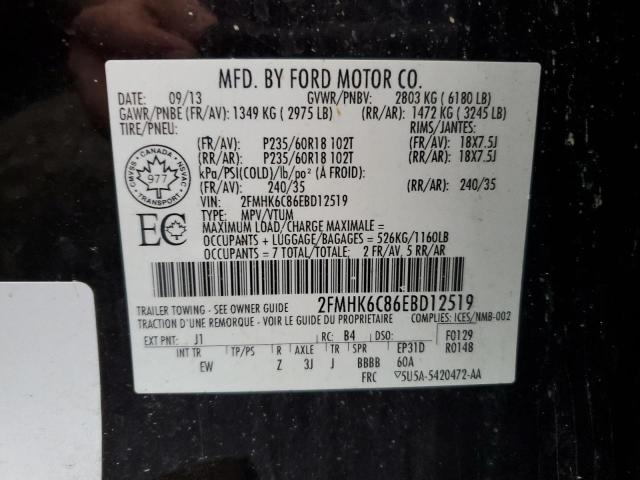 MFD. BY FORD MOTOR CO.
DATE: 09/13 GVWR/PNBV: 2803 KG ( 6180 LB)
GAWR/PNBE (FR/AV): 1349 KG ( 2975 LB) (RR/AR): 1472 KG ( 3245 LB)
TIRE/PNEU: RIMS/JANTES:
(FR/AV): P235/60R18 102T (FR/AV): 18X7.5J
(RR/AR): P235/60R18 102T (RR/AR): 18X7.5J
kPa/PSI(COLD)/lb/po² (À FROID):
(FR/AV): 240/35 (RR/AR): 240/35
VIN: 2FMHK6C86EBD12519
TYPE: MPV/VTUM
MAXIMUM LOAD/CHARGE MAXIMALE =
OCCUPANTS + LUGGAGE/BAGAGES = 526KG/1160LB
OCCUPANTS = 7 TOTAL/TOTALE: 2 FR/AV, 5 RR/AR
CANADA
CMVSS
NSVAC
977
TRANSPORT
EC
2FMHK6C86EBD12519
TRAILER TOWING - SEE OWNER GUIDE
TRACTION D'UNE REMORQUE - VOIR LE GUIDE DU PROPRIETAIRE COMPLIES: ICES/NMB-002
EXT PNT: J1 RC: B4 DSO: F0129
INT TR TP/PS R AXLE TR SPR EP31D R0148
EW Z 3J J BBBB 60A
FRC 5U5A-5420472-AA